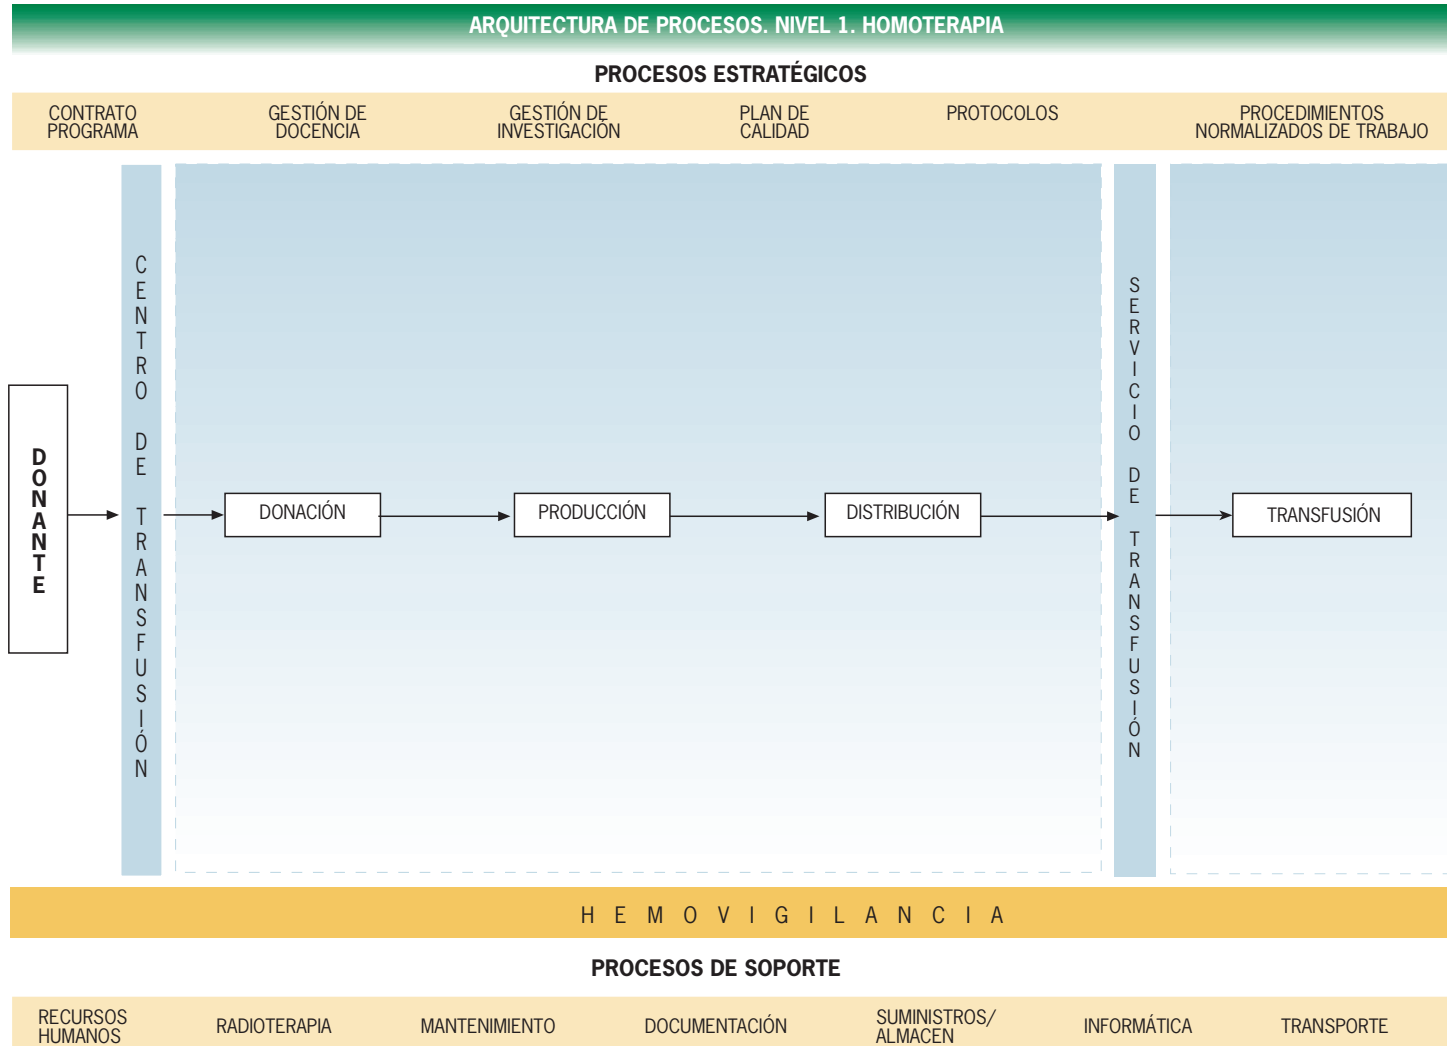 ARQUITECTURA DE PROCESOS. NIVEL 1. HOMOTERAPIA
PROCESOS ESTRATÉGICOS
CONTRATO
PROGRAMA
GESTIÓN DE
DOCENCIA
GESTIÓN DE
INVESTIGACIÓN
PLAN DE
CALIDAD
PROTOCOLOS
PROCEDIMIENTOS
NORMALIZADOS DE TRABAJO
DONANTE
CENTRO DE TRANSFUSIÓN
DONACIÓN
PRODUCCIÓN
DISTRIBUCIÓN
SERVICIO DE TRANSFUSIÓN
TRANSFUSIÓN
HEMOVIGILANCIA
PROCESOS DE SOPORTE
RECURSOS
HUMANOS
RADIOTERAPIA
MANTENIMIENTO
DOCUMENTACIÓN
SUMINISTROS/
ALMACEN
INFORMÁTICA
TRANSPORTE